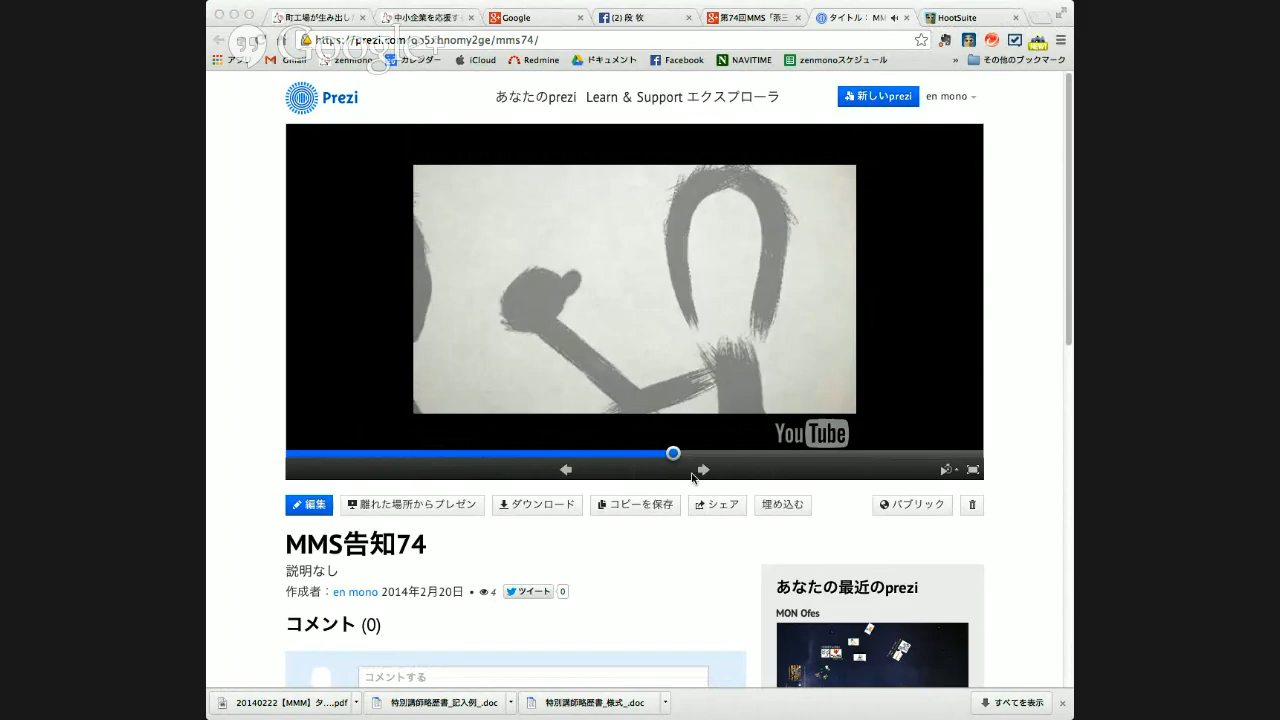 町工場が生み出し
中小企業を応援す
Google
(2) 段 牧
第74回MMS「燕三
タイトル： MM
HootSuite
Google+
zenmono
カレンダー
iCloud
Redmine
ドキュメント
Facebook
NAVITIME
zenmonoスケジュール
»
その他のブックマーク
Prezi
あなたのprezi Learn & Support エクスプローラ
新しいprezi
en mono
YouTube
編集
離れた場所からプレゼン
ダウンロード
コピーを保存
シェア
埋め込む
パブリック
MMS告知74
説明なし
作成者：en mono 2014年2月20日 • 4 ツイート 0
コメント (0)
コメントする
あなたの最近のprezi
MON Ofes
20140222【MMM】タ....pdf
特別講師略歴書_記入例_.doc
特別講師略歴書_様式_.doc
すべてを表示